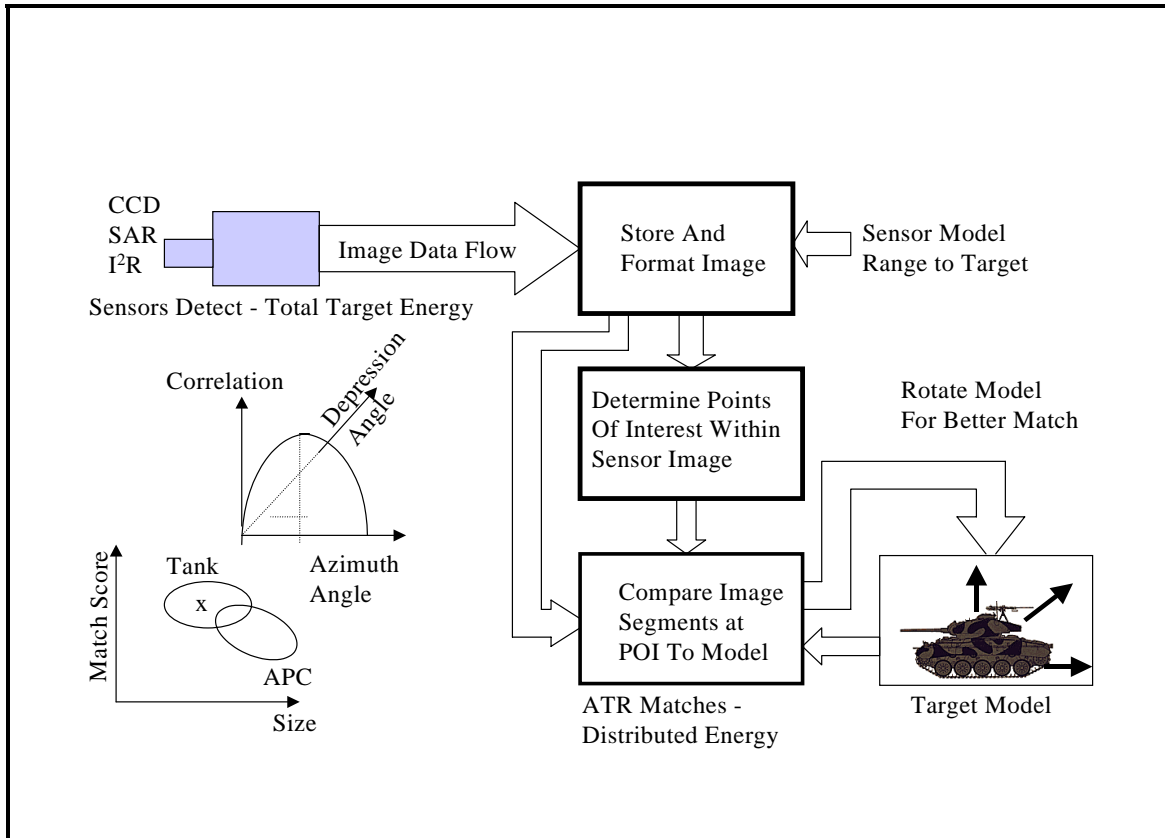 CCD
SAR
I²R
Image Data Flow
Store And
Format Image
Sensor Model
Range to Target
Sensors Detect - Total Target Energy
Correlation
Depression
Angle
Azimuth
Angle
Determine Points
Of Interest Within
Sensor Image
Rotate Model
For Better Match
Match Score
Tank
x
APC
Size
Compare Image
Segments at
POI To Model
ATR Matches -
Distributed Energy
Target Model